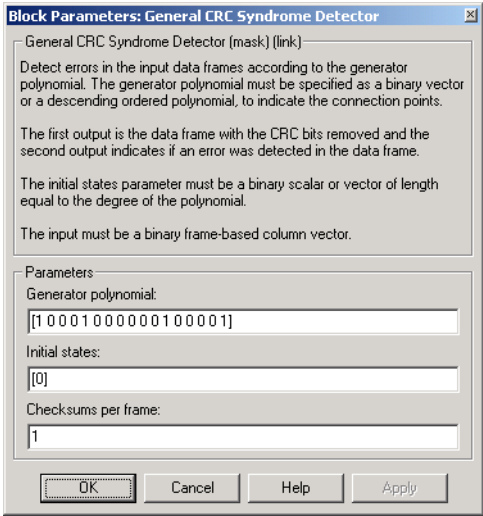 Block Parameters: General CRC Syndrome Detector
General CRC Syndrome Detector (mask) (link)
Detect errors in the input data frames according to the generator
polynomial. The generator polynomial must be specified as a binary vector
or a descending ordered polynomial, to indicate the connection points.
The first output is the data frame with the CRC bits removed and the
second output indicates if an error was detected in the data frame.
The initial states parameter must be a binary scalar or vector of length
equal to the degree of the polynomial.
The input must be a binary frame-based column vector.
Parameters
Generator polynomial:
[1 0 0 0 1 0 0 0 0 0 0 1 0 0 0 0 1]
Initial states:
[0]
Checksums per frame:
1
OK Cancel Help Apply